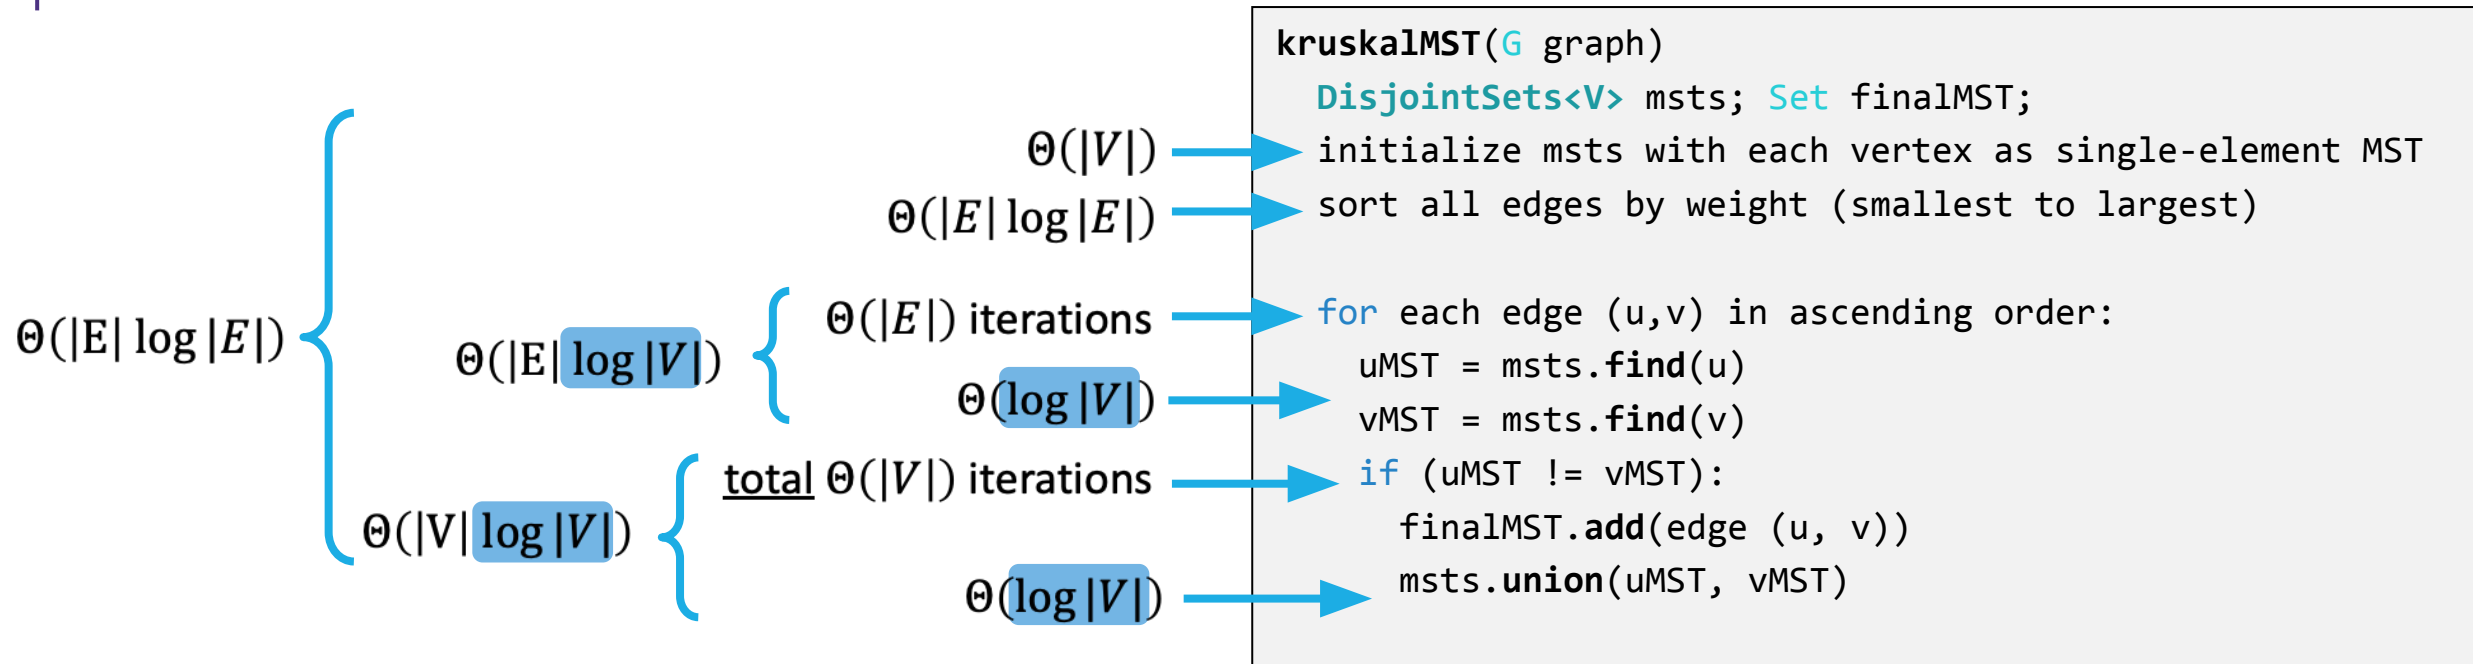 kruskalMST(G graph)
DisjointSets<V> msts; Set finalMST;
Θ(|V|) initialize msts with each vertex as single-element MST
Θ(|E| log |E|) sort all edges by weight (smallest to largest)
Θ(|E|) iterations for each edge (u,v) in ascending order:
Θ(|E| log |E|)
Θ(|E| log |V|)
uMST = msts.find(u)
Θ(log |V|)
vMST = msts.find(v)
total Θ(|V|) iterations if (uMST != vMST):
Θ(|V| log |V|) finalMST.add(edge (u, v))
Θ(log |V|) msts.union(uMST, vMST)